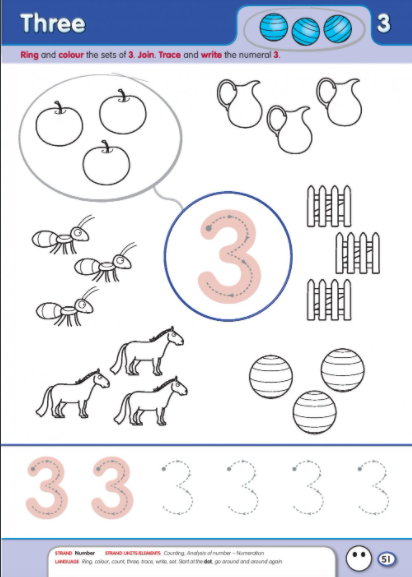 Three 3
Ring and colour the sets of 3. Join. Trace and write the numeral 3.
3
3 3 3 3 3 3
STRAND Number STRAND UNITS/ELEMENTS Counting, Analysis of number – Numeration
LANGUAGE Ring, colour, count, three, trace, write, set. Start at the dot, go around and around again.
51